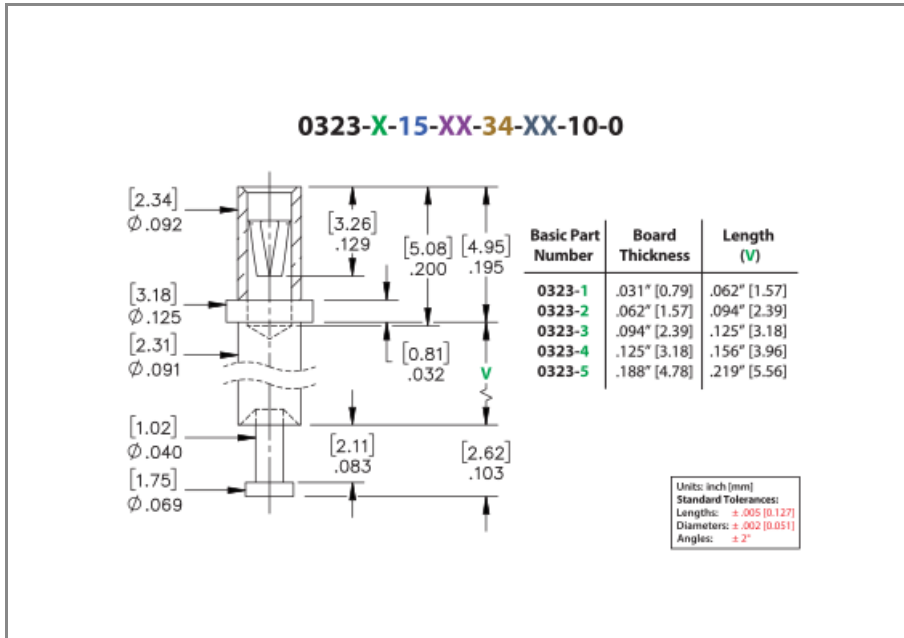 0323-X-15-XX-34-XX-10-0
[2.34]
Ø.092
[3.18]
Ø.125
[2.31]
Ø.091
[1.02]
Ø.040
[1.75]
Ø.069
[3.26]
.129
[5.08]
.200
[4.95]
.195
[0.81]
.032
V
[2.11]
.083
[2.62]
.103
Basic Part Number Board Thickness Length (V)
0323-1 .031" [0.79] .062" [1.57]
0323-2 .062" [1.57] .094" [2.39]
0323-3 .094" [2.39] .125" [3.18]
0323-4 .125" [3.18] .156" [3.96]
0323-5 .188" [4.78] .219" [5.56]
Units: inch [mm]
Standard Tolerances:
Lengths: ± .005 [0.127]
Diameters: ± .002 [0.051]
Angles: ± 2°